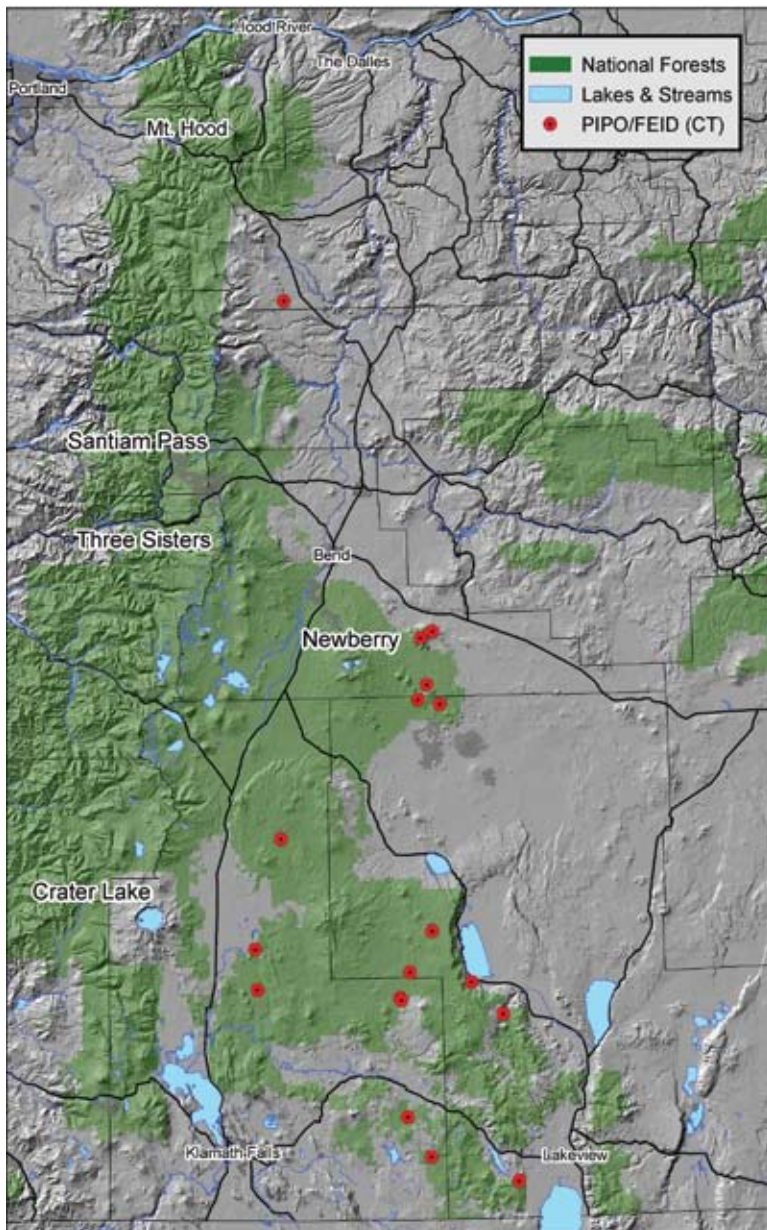 Hood River
The Dalles
Portland
Mt. Hood
National Forests
Lakes & Streams
PIPO/FEID (CT)
Santiam Pass
Three Sisters
Bend
Newberry
Crater Lake
Klamath Falls
Lakeview